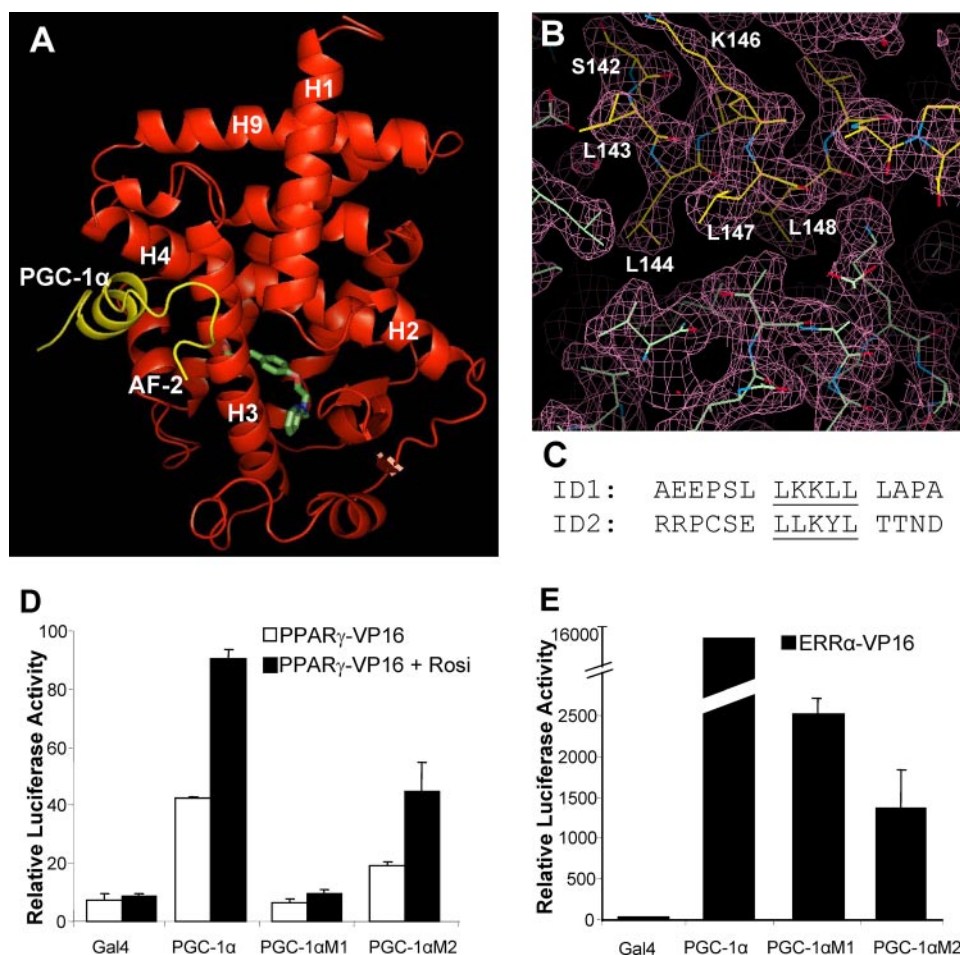 A
H1
H9
H4
PGC-1α
H2
AF-2
H3
B
K146
S142
L143
L147
L148
L144
C
ID1: AEEPSL LKKLL LAPA
ID2: RRPCSE LLKYL TTND
D
Relative Luciferase Activity
100
80
60
40
20
0
PPARγ-VP16
PPARγ-VP16 + Rosi
Gal4 PGC-1α PGC-1αM1 PGC-1αM2
E
Relative Luciferase Activity
16000
2500
2000
1500
1000
500
0
ERRα-VP16
Gal4 PGC-1α PGC-1αM1 PGC-1αM2